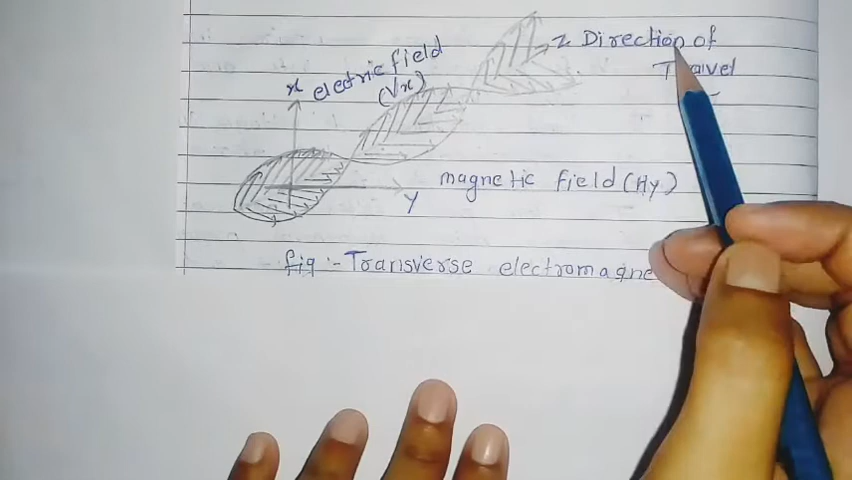 z Direction of
Travel
x electric field
(Vx)
magnetic field (Hy)
Y
fig :- Transverse electromagne